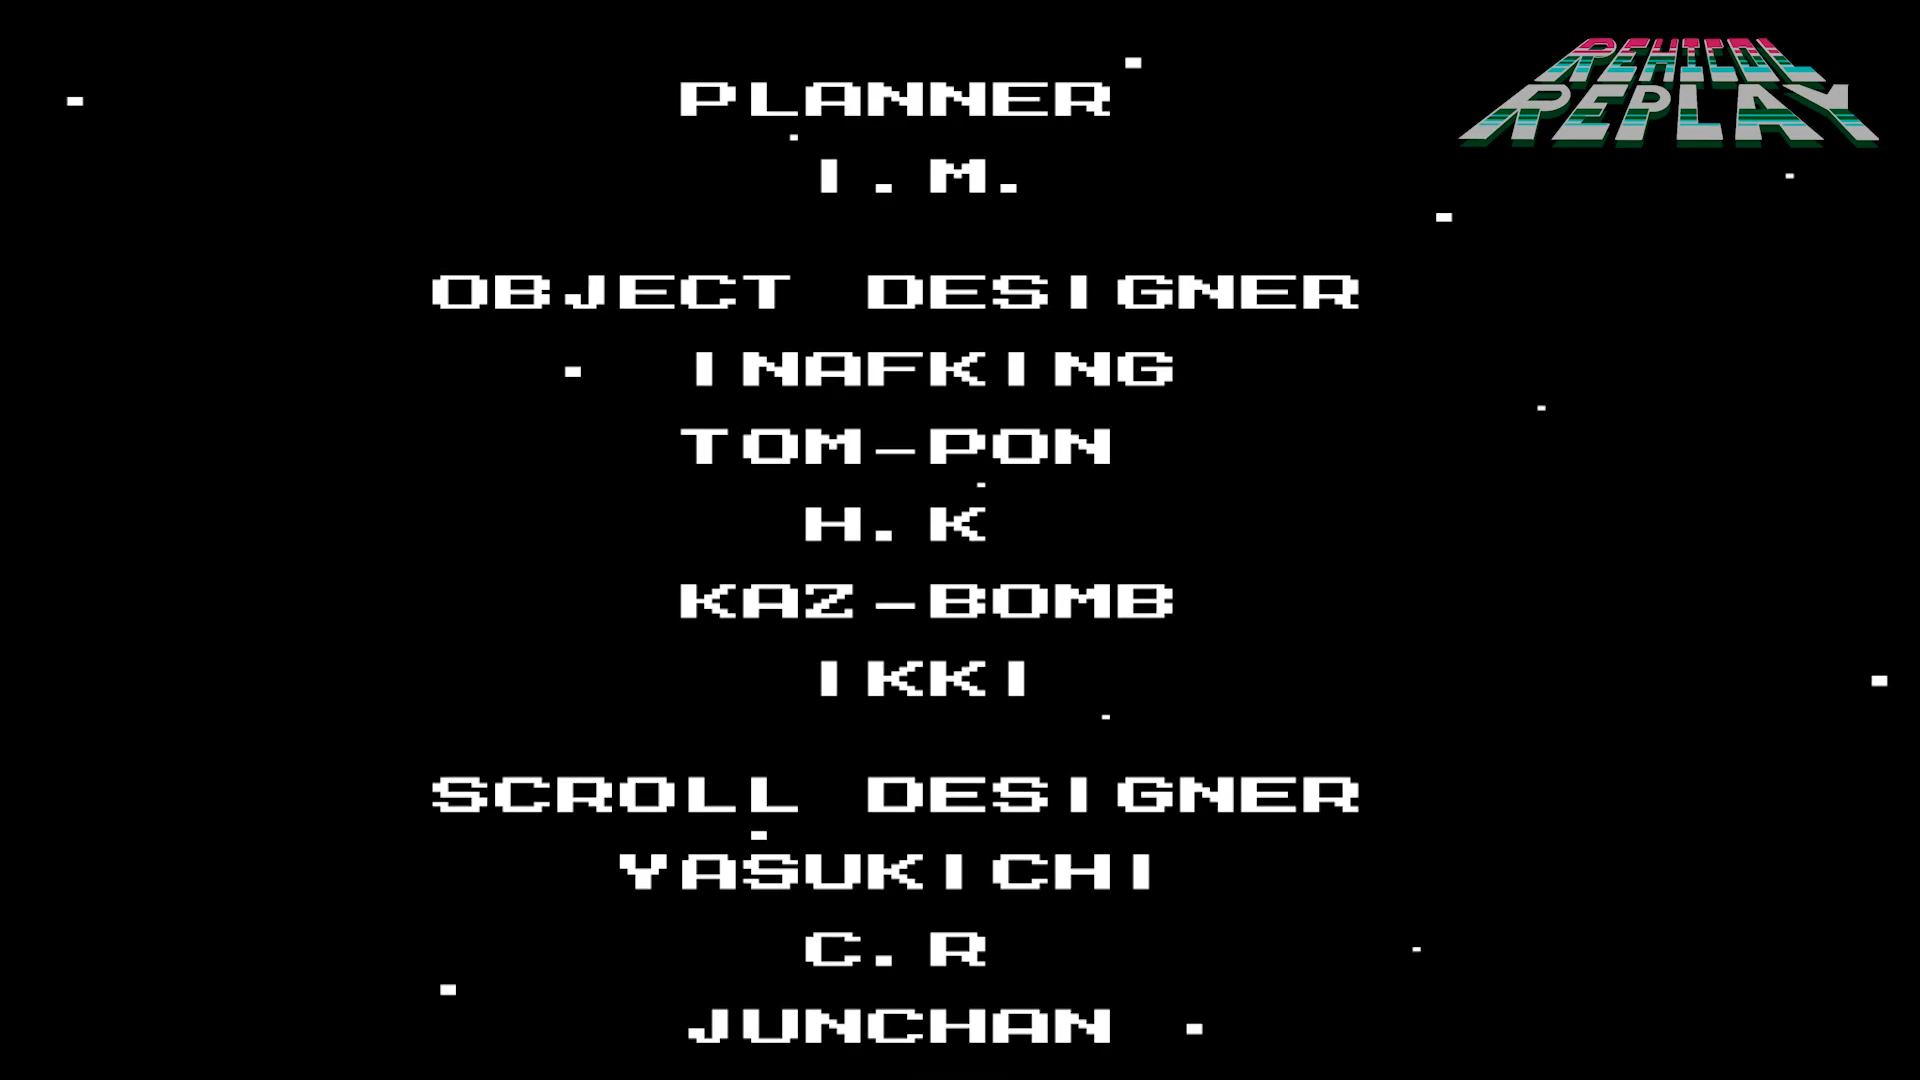 PLANNER
I.M.
OBJECT DESIGNER
INAFKING
TOM-PON
H.K
KAZ-BOMB
IKKI
SCROLL DESIGNER
YASUKICHI
C.R
JUNCHAN
REPLAY